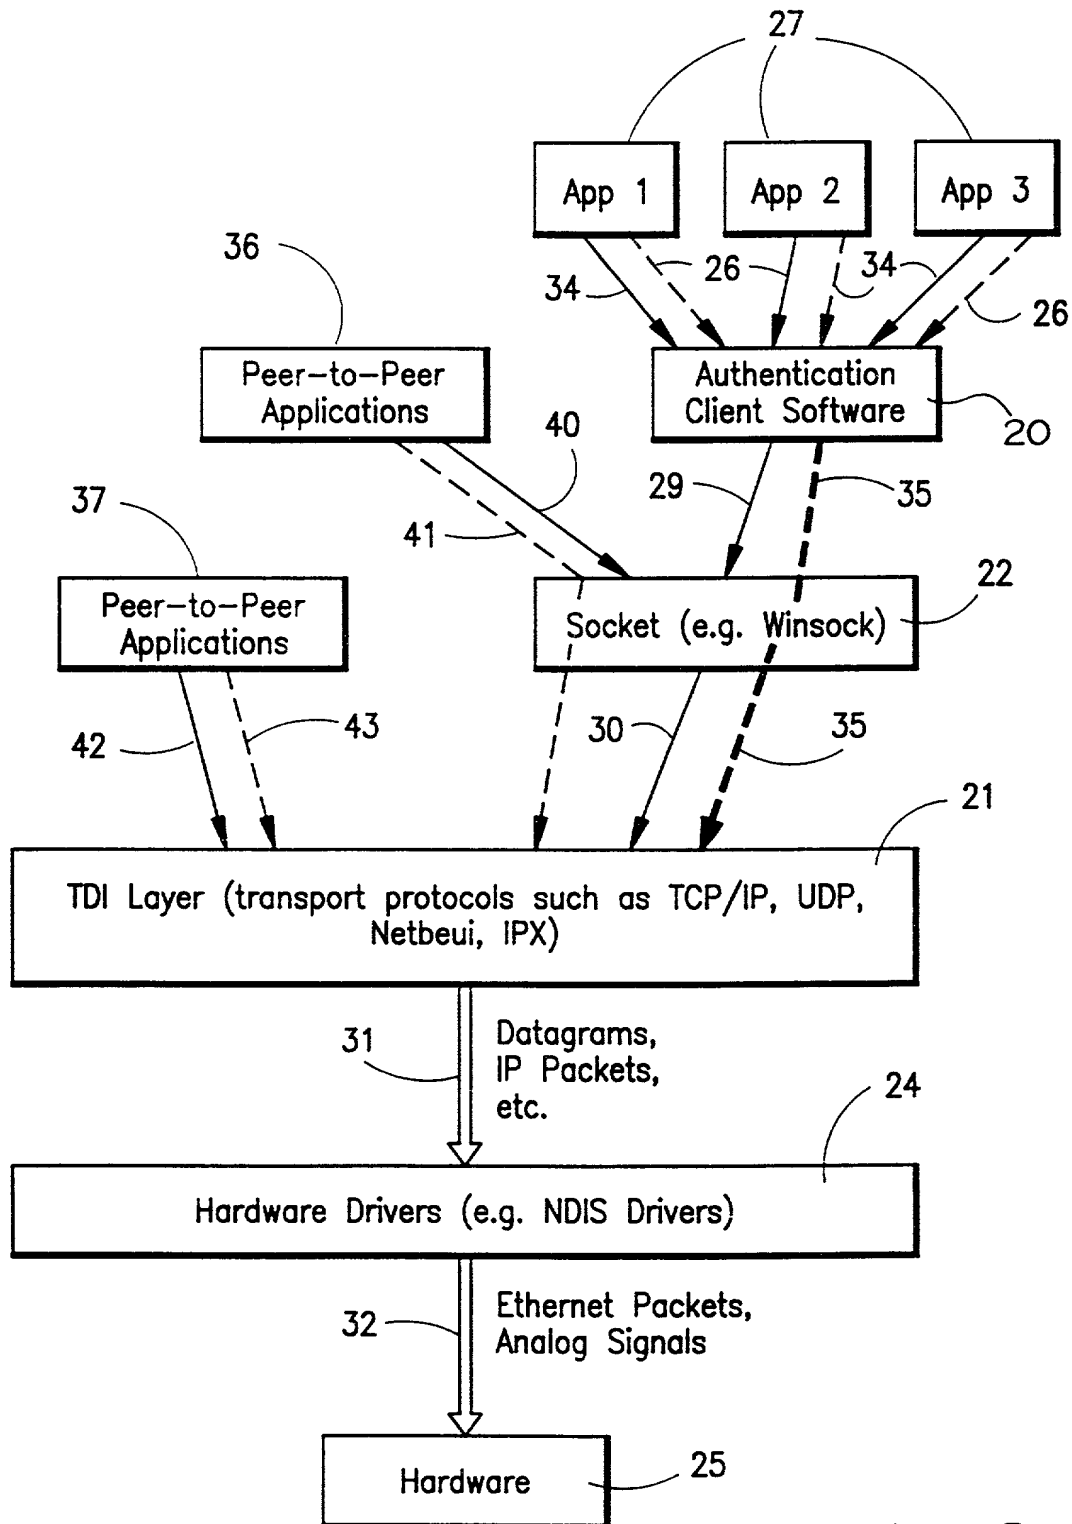 27
App 1
App 2
App 3
36
34
26
34
26
Peer-to-Peer
Applications
Authentication
Client Software
20
40
29
35
37
41
Peer-to-Peer
Applications
22
Socket (e.g. Winsock)
42
43
30
35
21
TDI Layer (transport protocols such as TCP/IP, UDP,
Netbeui, IPX)
31
Datagrams,
IP Packets,
etc.
24
Hardware Drivers (e.g. NDIS Drivers)
32
Ethernet Packets,
Analog Signals
Hardware
25